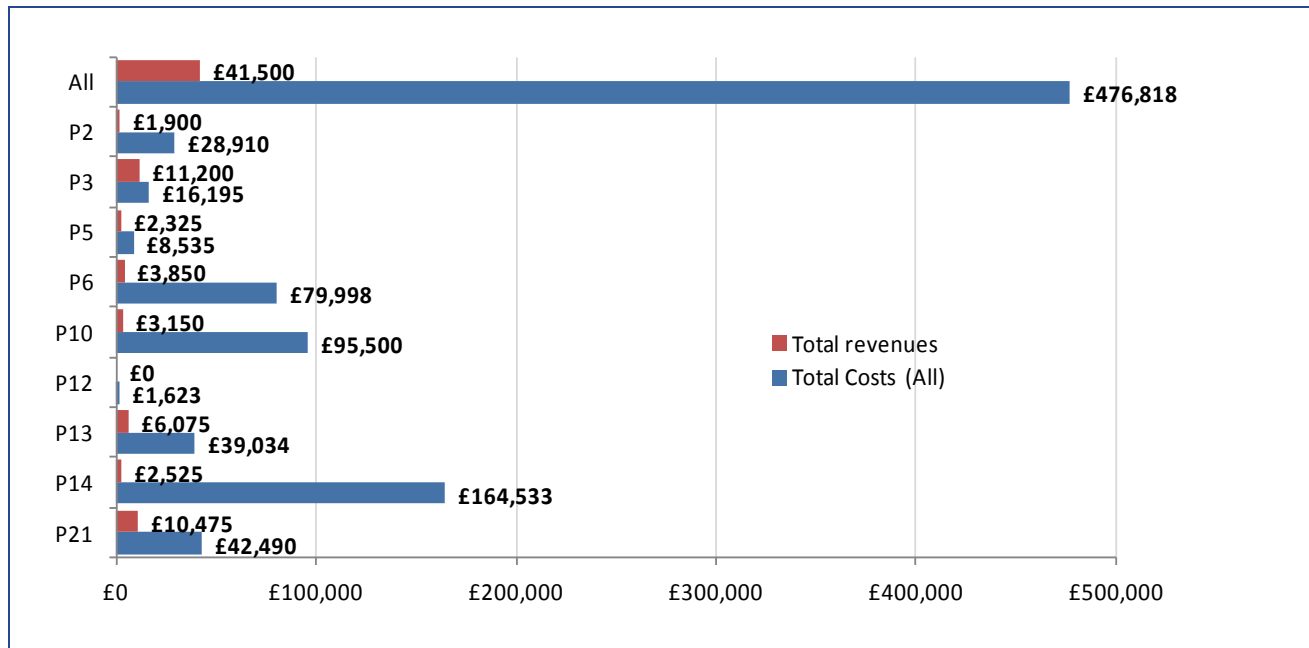 All
£41,500
£476,818
P2
£1,900
£28,910
P3
£11,200
£16,195
P5
£2,325
£8,535
P6
£3,850
£79,998
P10
£3,150
£95,500
P12
£0
£1,623
P13
£6,075
£39,034
P14
£2,525
£164,533
P21
£10,475
£42,490
Total revenues
Total Costs (All)
£0 £100,000 £200,000 £300,000 £400,000 £500,000